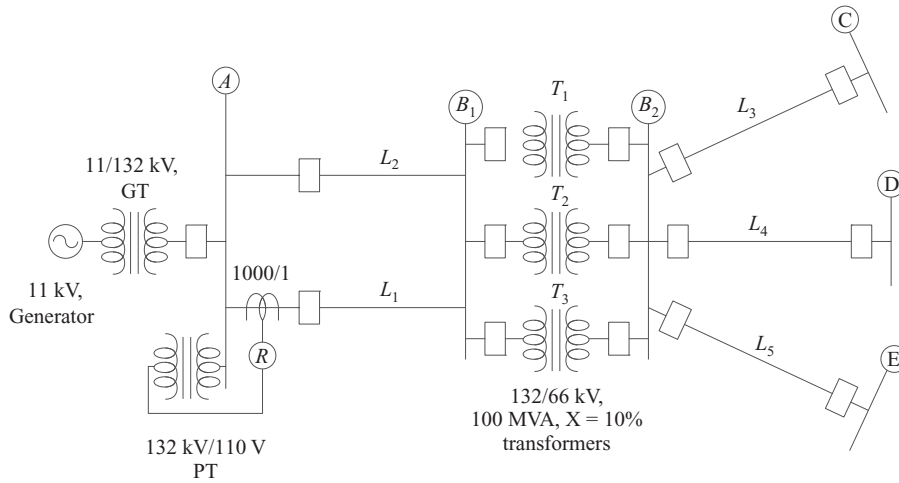 C
A
B1
T1
B2
L3
11/132 kV,
GT
L2
D
T2
L4
1000/1
11 kV,
Generator
L1
T3
R
L5
E
132/66 kV,
100 MVA, X = 10%
transformers
132 kV/110 V
PT